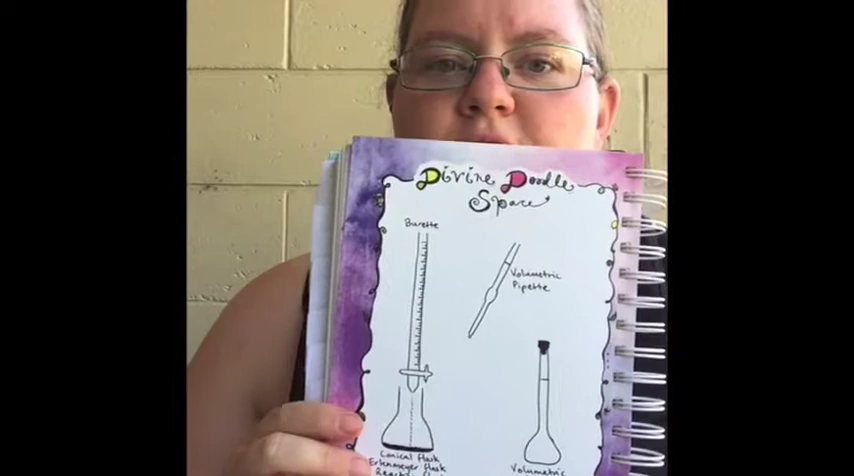 Divine Doodle
Space
Burette
Volumetric
Pipette
Conical flask
Erlenmeyer flask
Volumetric